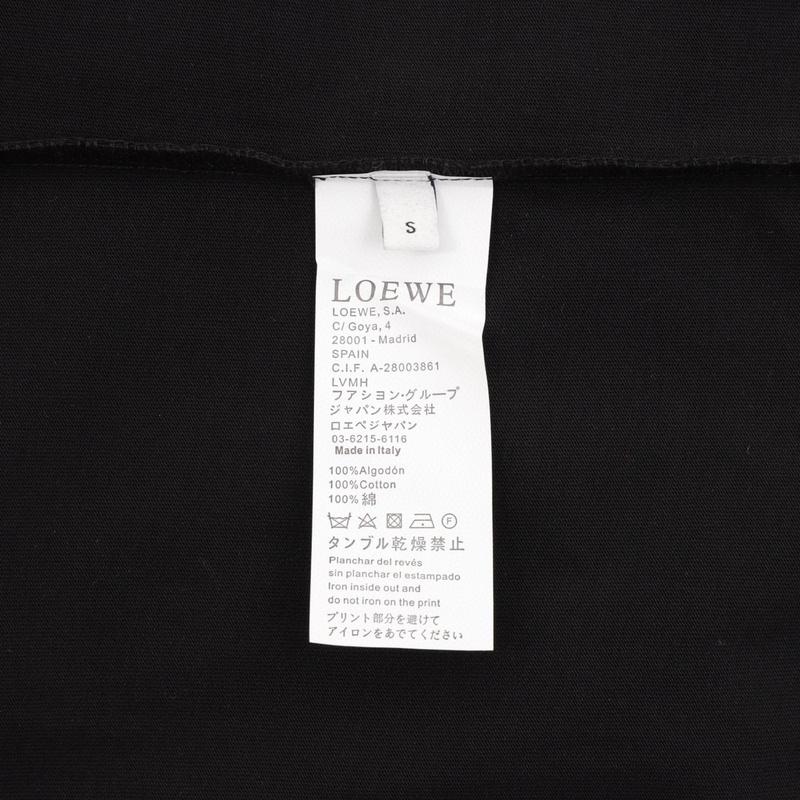 S
LOEWE
LOEWE, S.A.
C/ Goya, 4
28001 - Madrid
SPAIN
C.I.F. A-28003861
LVMH
フアシヨン・グループ
ジャパン株式会社
ロエベジャパン
03-6215-6116
Made in Italy
100%Algodón
100%Cotton
100% 綿
タンブル乾燥禁止
Planchar del revés
sin planchar el estampado
Iron inside out and
do not iron on the print
プリント部分を避けて
アイロンをあでてください